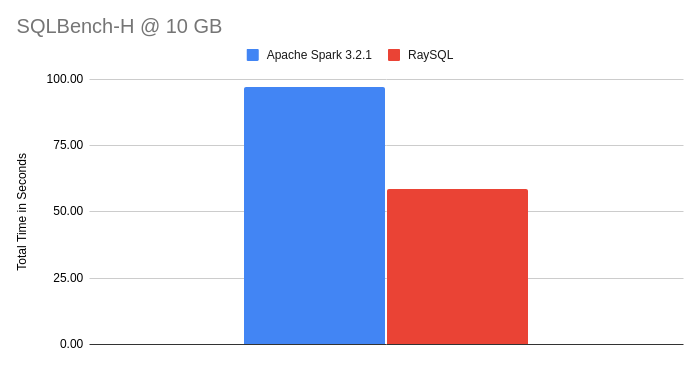 SQLBench-H @ 10 GB
Apache Spark 3.2.1
RaySQL
100.00
75.00
50.00
25.00
0.00
Total Time in Seconds